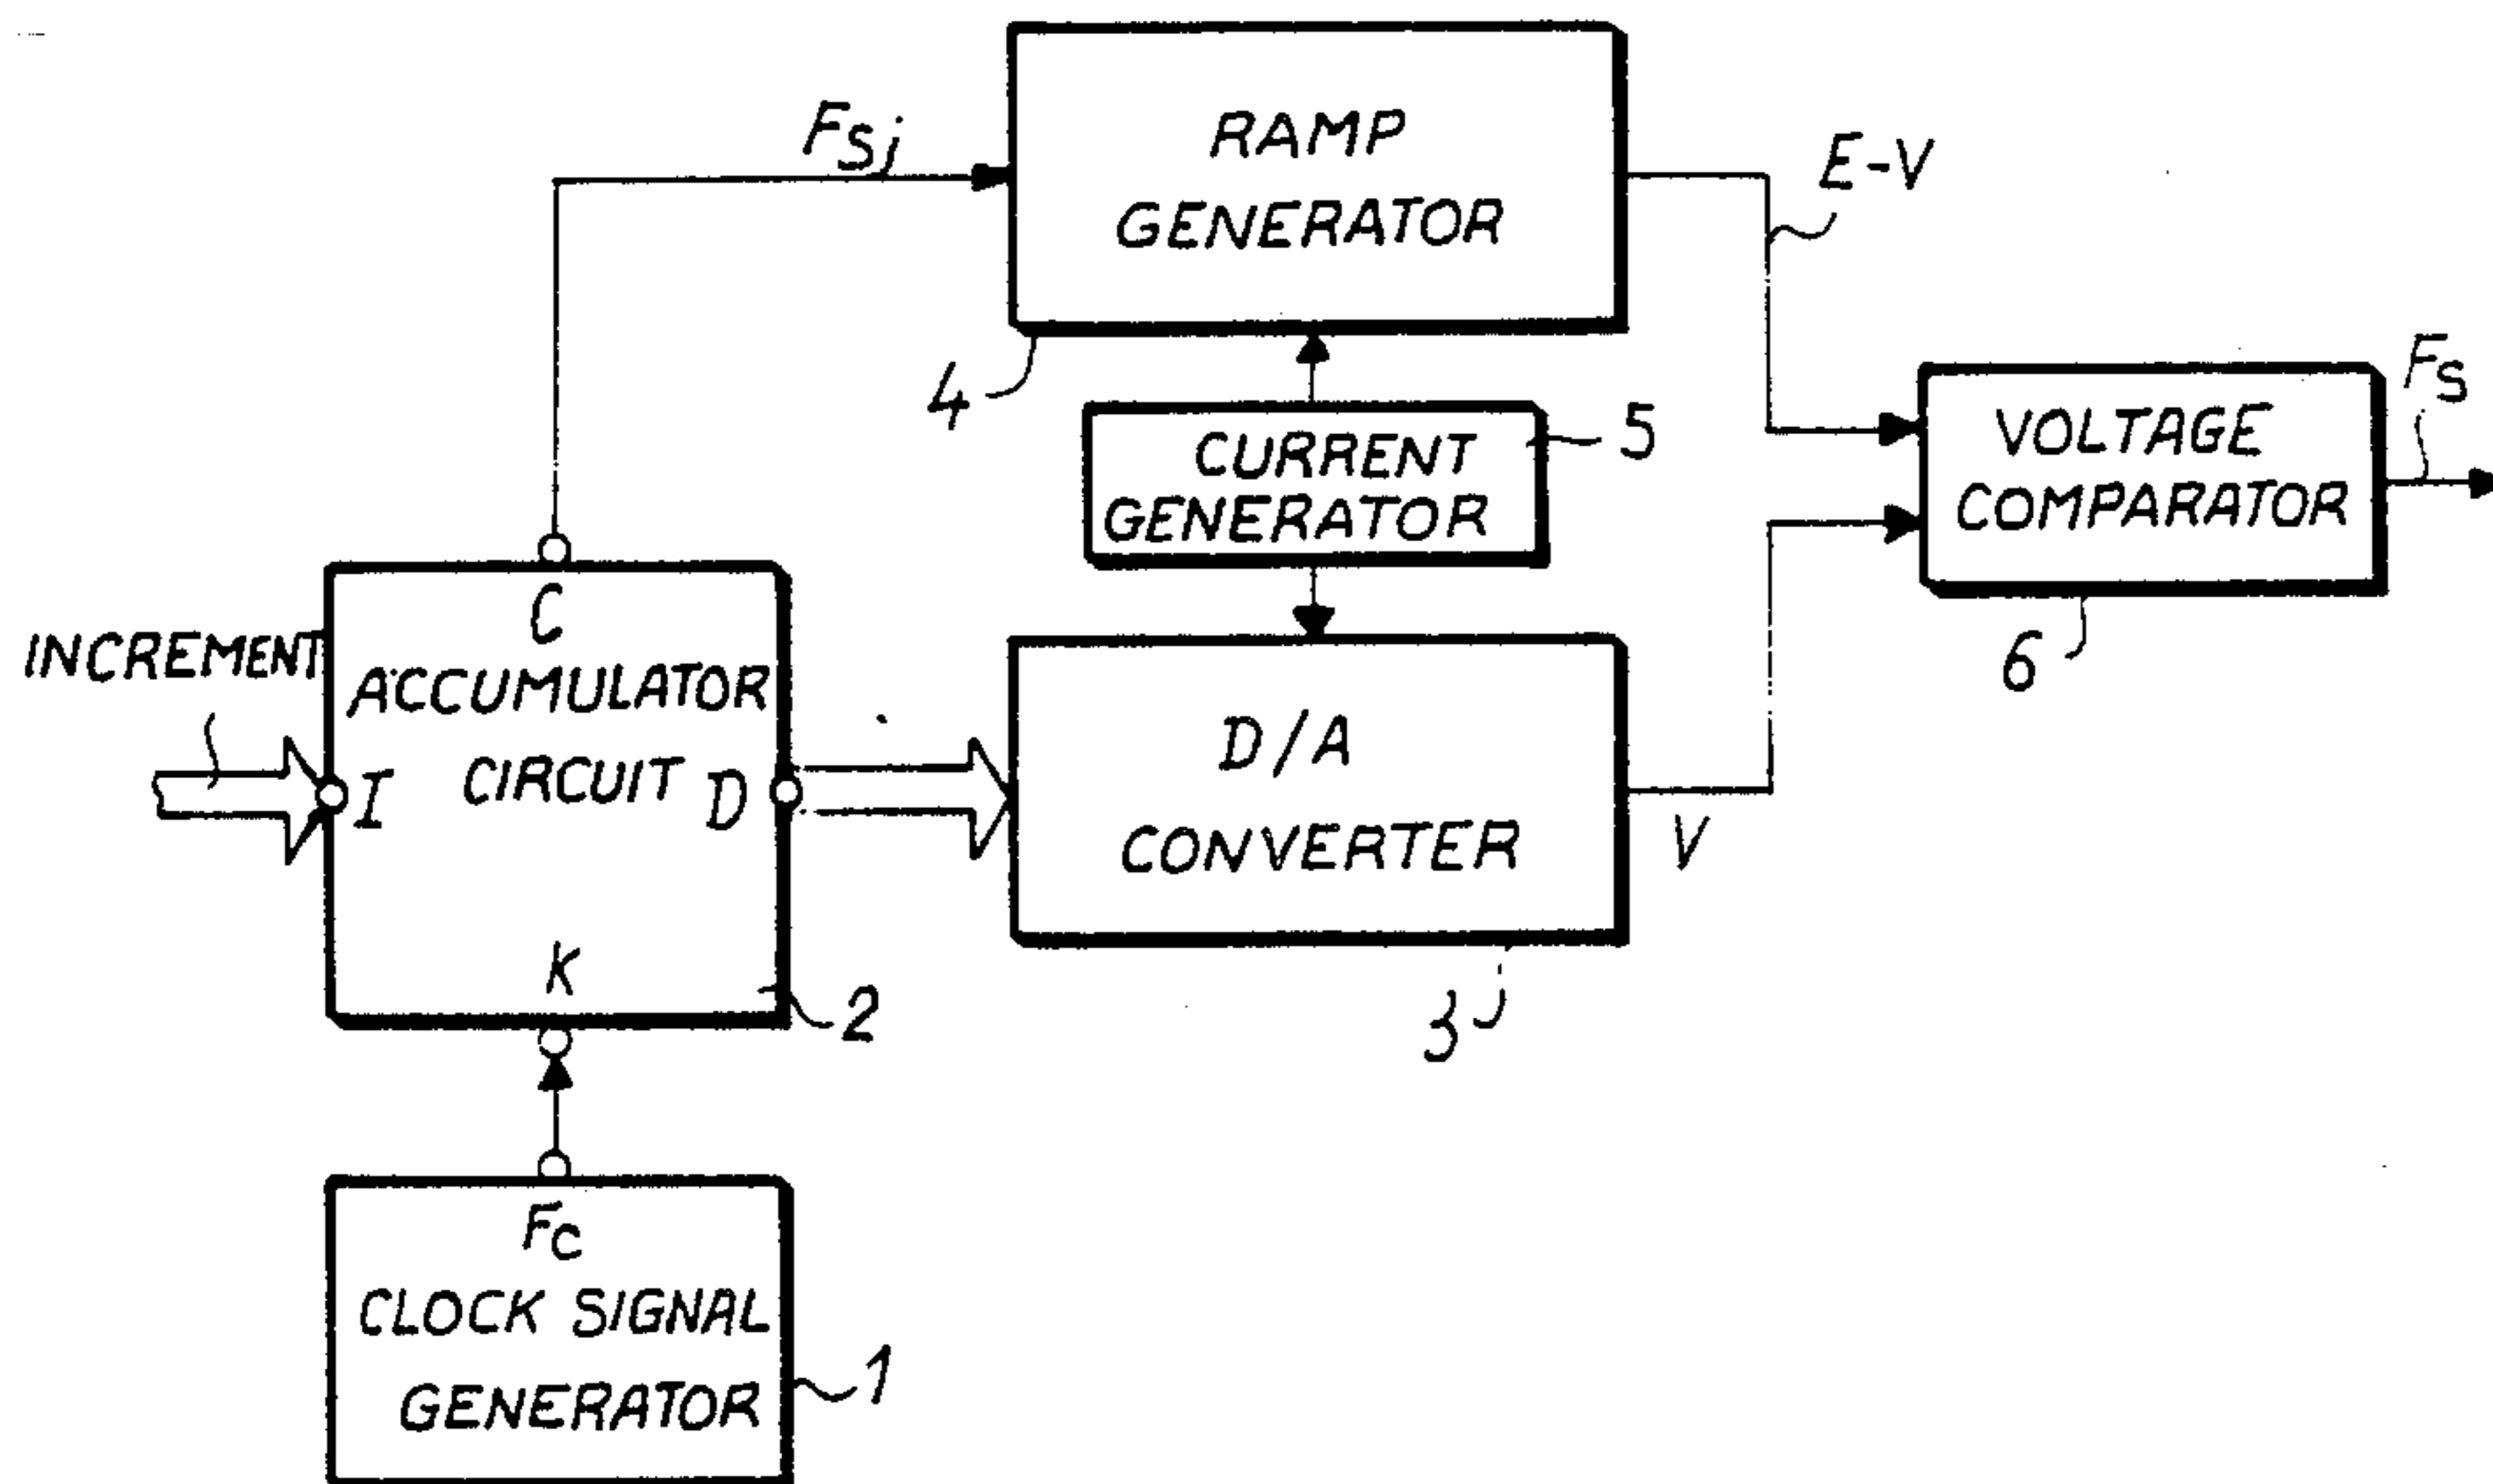 RAMP
GENERATOR
4
Fsi
E-V
CURRENT
GENERATOR
5
VOLTAGE
COMPARATOR
6
Fs
INCREMENT
C
ACCUMULATOR
CIRCUIT
I
D
K
2
D/A
CONVERTER
V
3
Fc
CLOCK SIGNAL
GENERATOR
1